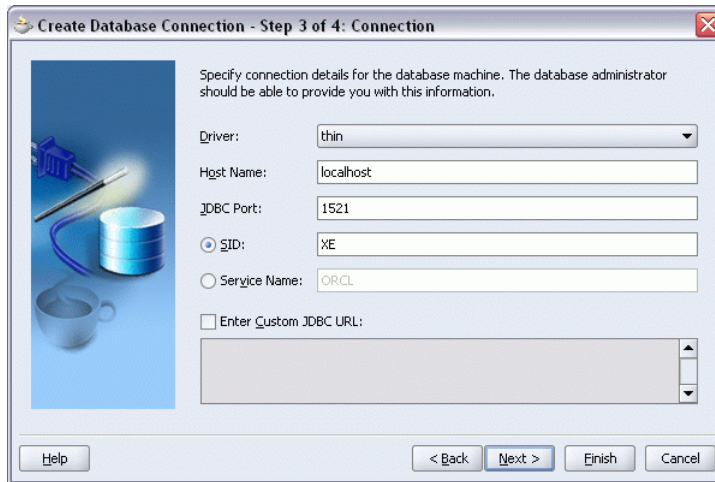 Create Database Connection - Step 3 of 4: Connection
Specify connection details for the database machine. The database administrator
should be able to provide you with this information.
Driver: thin
Host Name: localhost
JDBC Port: 1521
SID: XE
Service Name: ORCL
Enter Custom JDBC URL:
Help < Back Next > Finish Cancel